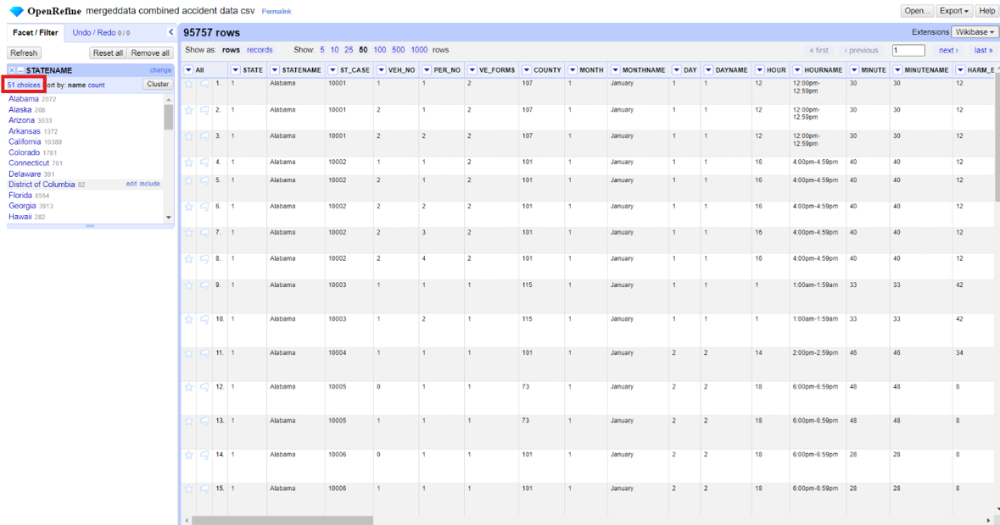 OpenRefine mergeddata combined accident data csv Permalink Open... Export Help
Facet / Filter Undo / Redo 0 / 0 95757 rows Extensions Wikibase
Refresh Reset all Remove all Show as: rows records Show: 5 10 25 50 100 500 1000 rows « first ‹ previous 1 next › last »
STATENAME change All STATE STATENAME ST_CASE VEH_NO PER_NO VE_FORMS COUNTY MONTH MONTHNAME DAY DAYNAME HOUR HOURNAME MINUTE MINUTENAME HARM_E
51 choices ort by: name count Cluster
Alabama 2072
Alaska 208
Arizona 3033
Arkansas 1372
California 10380
Colorado 1781
Connecticut 761
Delaware 391
District of Columbia 82 edit include
Florida 8554
Georgia 3913
Hawaii 282
1. 1 Alabama 10001 1 1 2 107 1 January 1 1 12 12:00pm-12:59pm 30 30 12
2. 1 Alabama 10001 2 1 2 107 1 January 1 1 12 12:00pm-12:59pm 30 30 12
3. 1 Alabama 10001 2 2 2 107 1 January 1 1 12 12:00pm-12:59pm 30 30 12
4. 1 Alabama 10002 1 1 2 101 1 January 1 1 16 4:00pm-4:59pm 40 40 12
5. 1 Alabama 10002 2 1 2 101 1 January 1 1 16 4:00pm-4:59pm 40 40 12
6. 1 Alabama 10002 2 2 2 101 1 January 1 1 16 4:00pm-4:59pm 40 40 12
7. 1 Alabama 10002 2 3 2 101 1 January 1 1 16 4:00pm-4:59pm 40 40 12
8. 1 Alabama 10002 2 4 2 101 1 January 1 1 16 4:00pm-4:59pm 40 40 12
9. 1 Alabama 10003 1 1 1 115 1 January 1 1 1 1:00am-1:59am 33 33 42
10. 1 Alabama 10003 1 2 1 115 1 January 1 1 1 1:00am-1:59am 33 33 42
11. 1 Alabama 10004 1 1 1 101 1 January 2 2 14 2:00pm-2:59pm 46 46 34
12. 1 Alabama 10005 0 1 1 73 1 January 2 2 18 6:00pm-6:59pm 48 48 8
13. 1 Alabama 10005 1 1 1 73 1 January 2 2 18 6:00pm-6:59pm 48 48 8
14. 1 Alabama 10006 0 1 1 101 1 January 2 2 18 6:00pm-6:59pm 28 28 8
15. 1 Alabama 10006 1 1 1 101 1 January 2 2 18 6:00pm-6:59pm 28 28 8